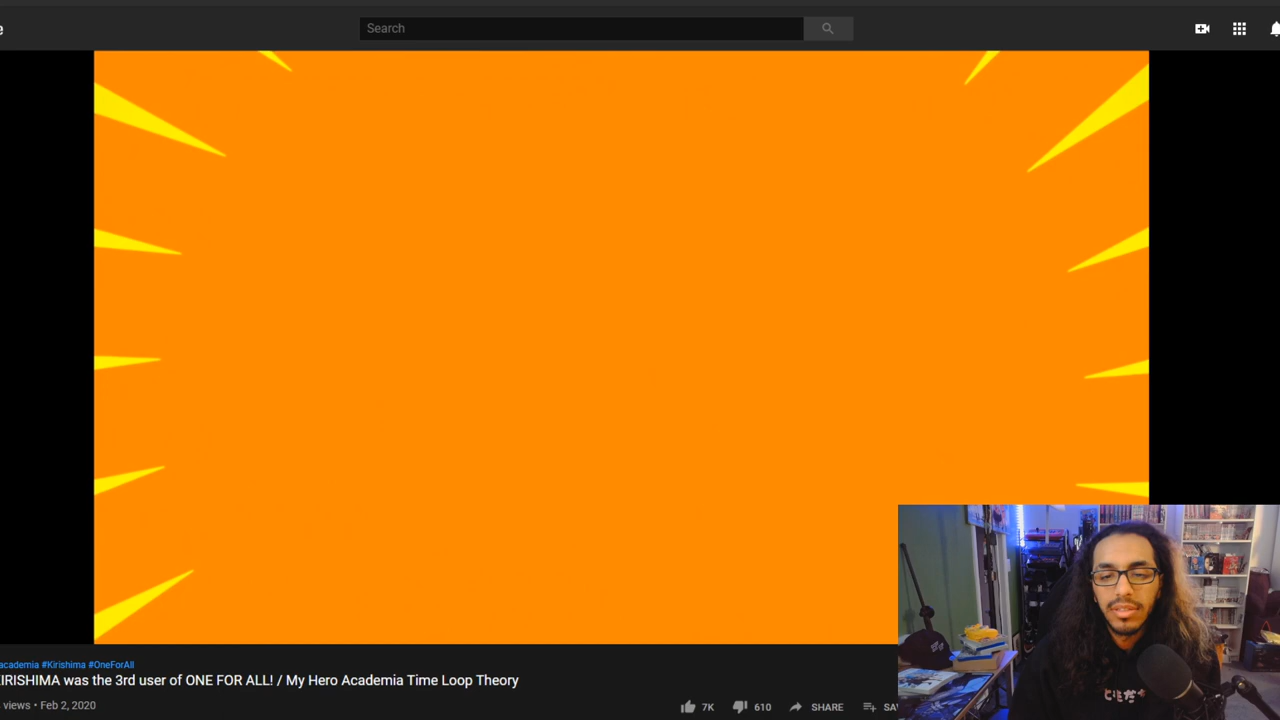 e
Search
academia #Kirishima #OneForAll
IRISHIMA was the 3rd user of ONE FOR ALL! / My Hero Academia Time Loop Theory
views • Feb 2, 2020
7K
610
SHARE
SA